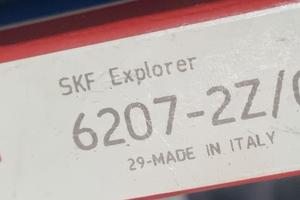 SKF Explorer
6207-2Z/
29-MADE IN ITALY